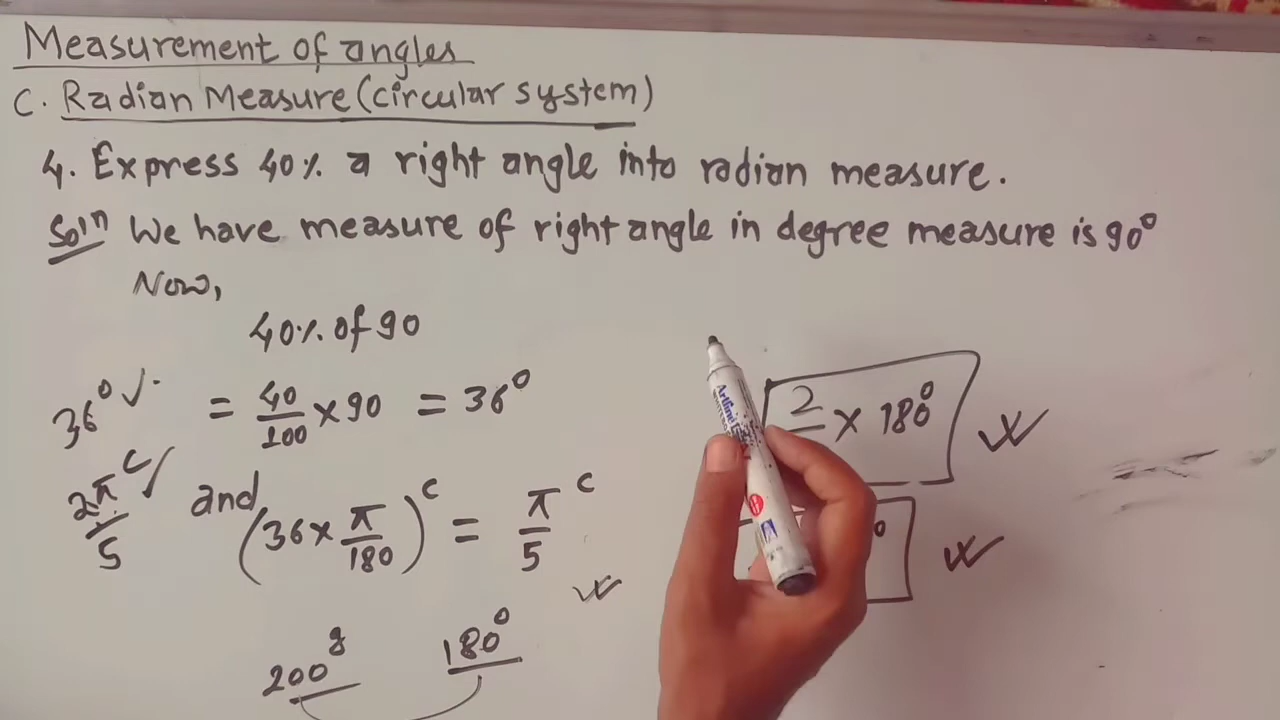 Measurement of angles
C. Radian Measure (circular system)
4. Express 40% a right angle into radian measure.
Solⁿ We have measure of right angle in degree measure is 90°
Now,
40% of 90
36°
= 40/100 × 90 = 36°
2π/5 ᶜ
and (36 × π/180)ᶜ = π/5 ᶜ
200ᵍ 180°
2 × 180°
Artline